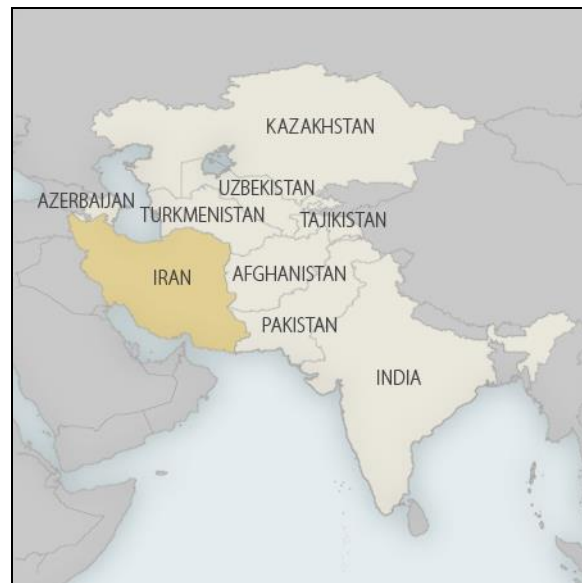 KAZAKHSTAN
UZBEKISTAN
AZERBAIJAN
TURKMENISTAN
TAJIKISTAN
IRAN
AFGHANISTAN
PAKISTAN
INDIA